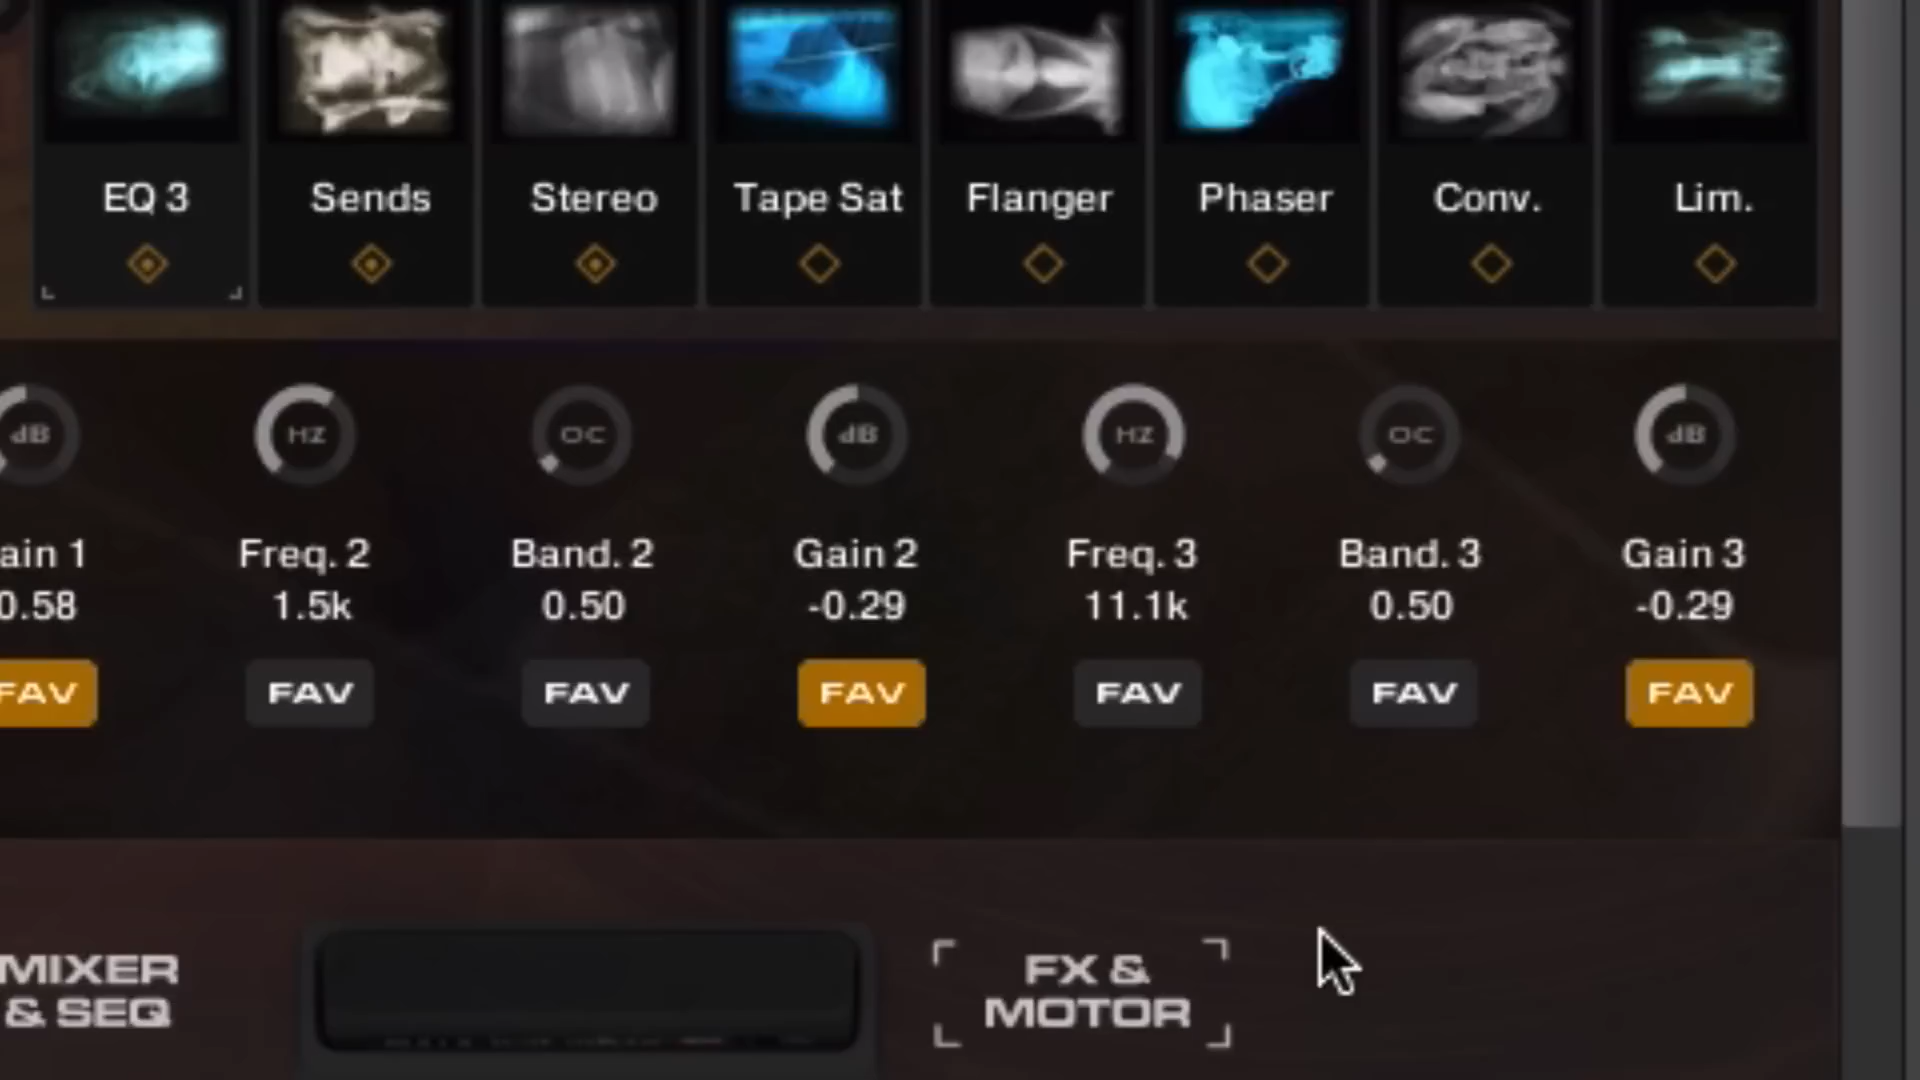 EQ 3 Sends Stereo Tape Sat Flanger Phaser Conv. Lim.
dB HZ OC dB HZ OC dB
ain 1 Freq. 2 Band. 2 Gain 2 Freq. 3 Band. 3 Gain 3
0.58 1.5k 0.50 -0.29 11.1k 0.50 -0.29
FAV FAV FAV FAV FAV FAV FAV
MIXER
& SEQ
FX &
MOTOR